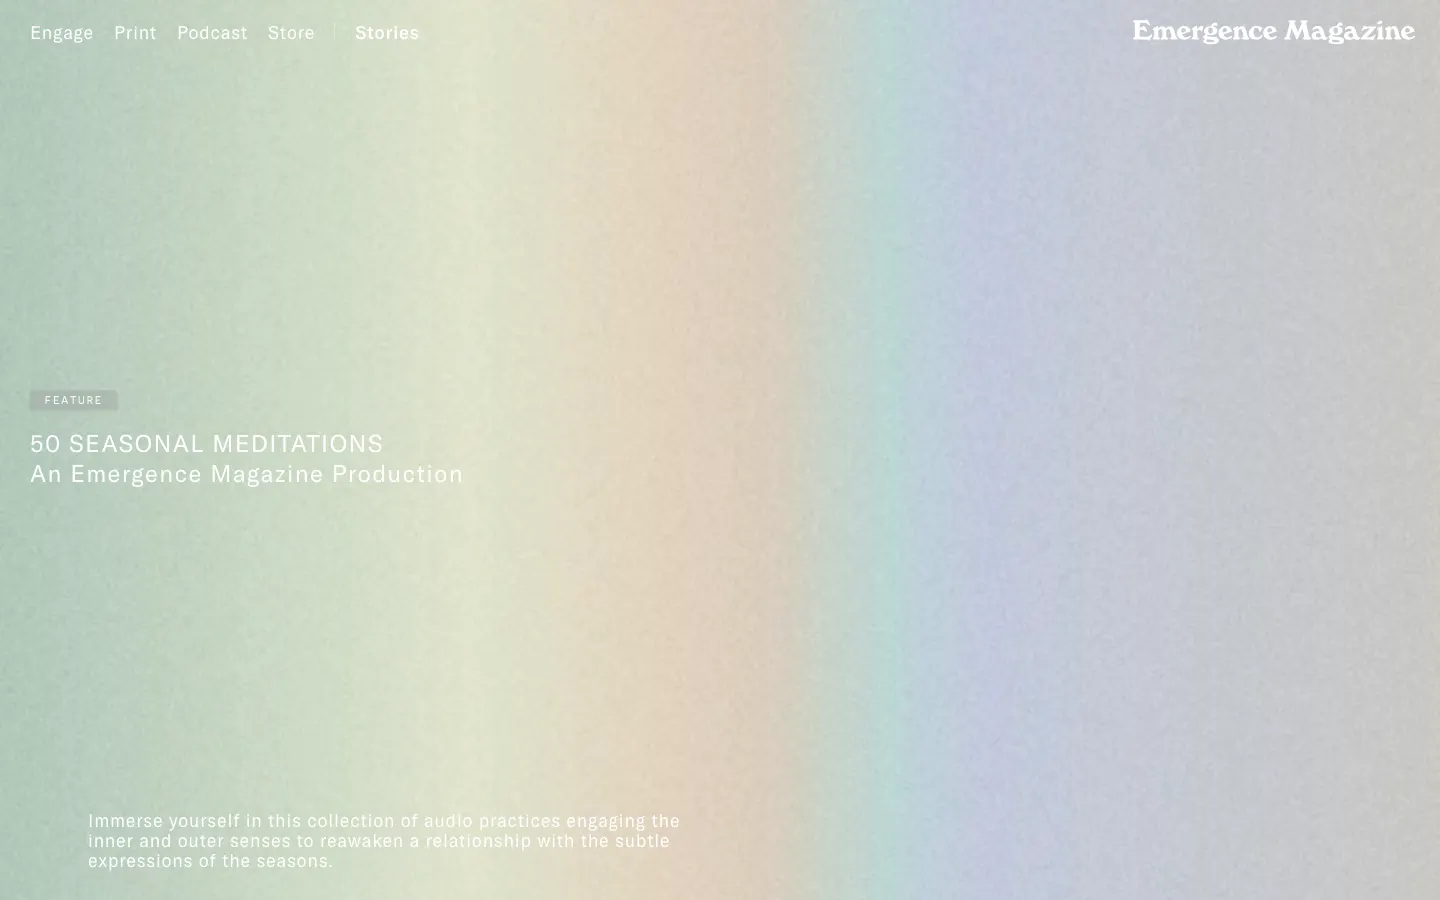 Engage Print Podcast Store Stories
Emergence Magazine
FEATURE
50 SEASONAL MEDITATIONS
An Emergence Magazine Production
Immerse yourself in this collection of audio practices engaging the
inner and outer senses to reawaken a relationship with the subtle
expressions of the seasons.